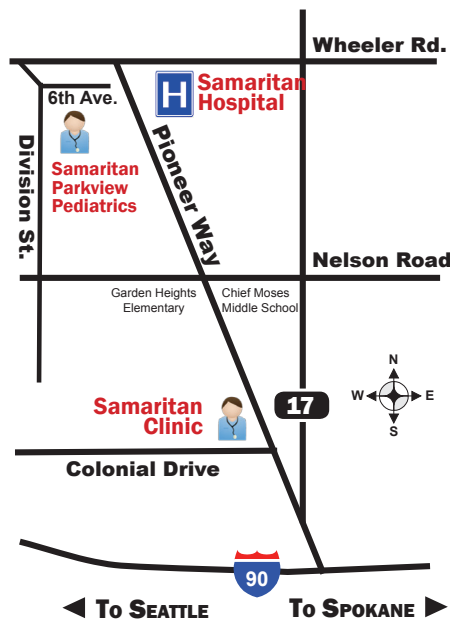 Wheeler Rd.
6th Ave.
H
Samaritan
Hospital
Samaritan
Parkview
Pediatrics
Division St.
Pioneer Way
Nelson Road
Garden Heights
Elementary
Chief Moses
Middle School
N
W E
S
17
Samaritan
Clinic
Colonial Drive
90
To Seattle
To Spokane